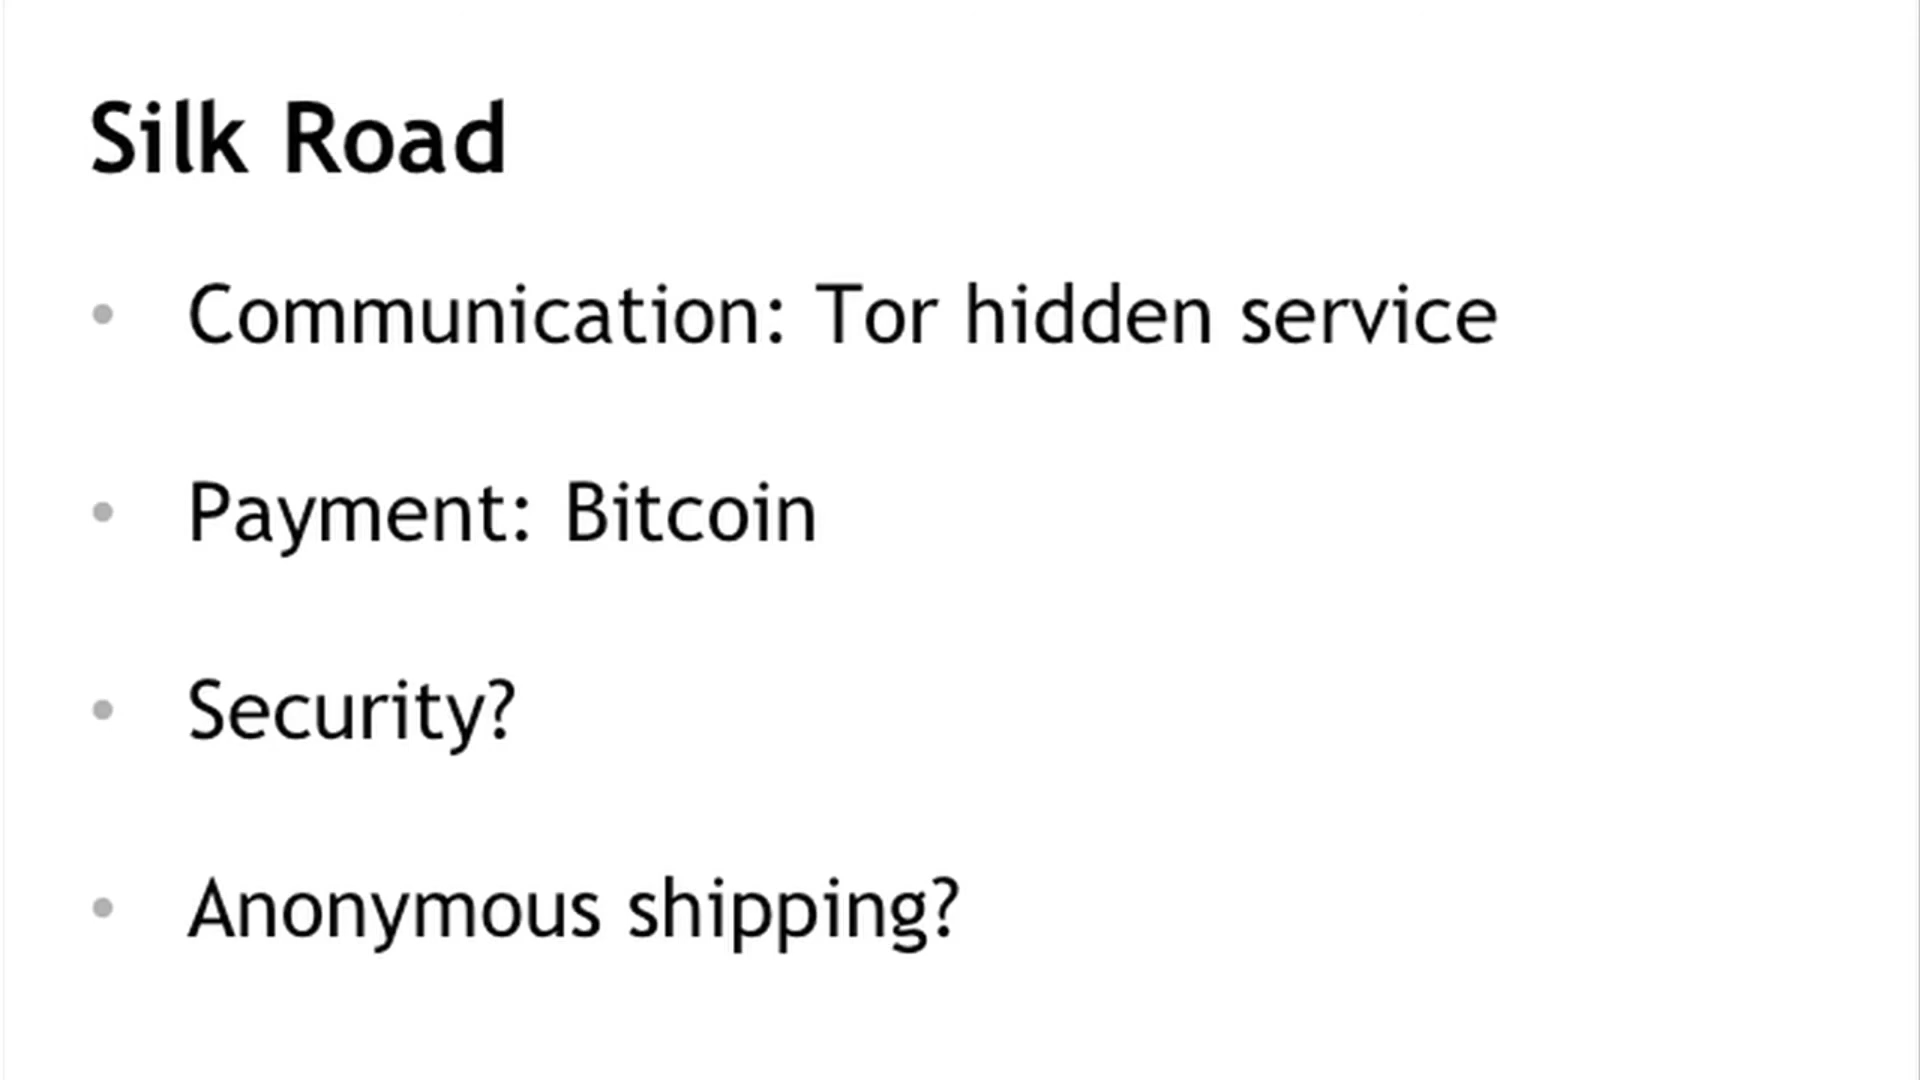 Silk Road
• Communication: Tor hidden service
• Payment: Bitcoin
• Security?
• Anonymous shipping?